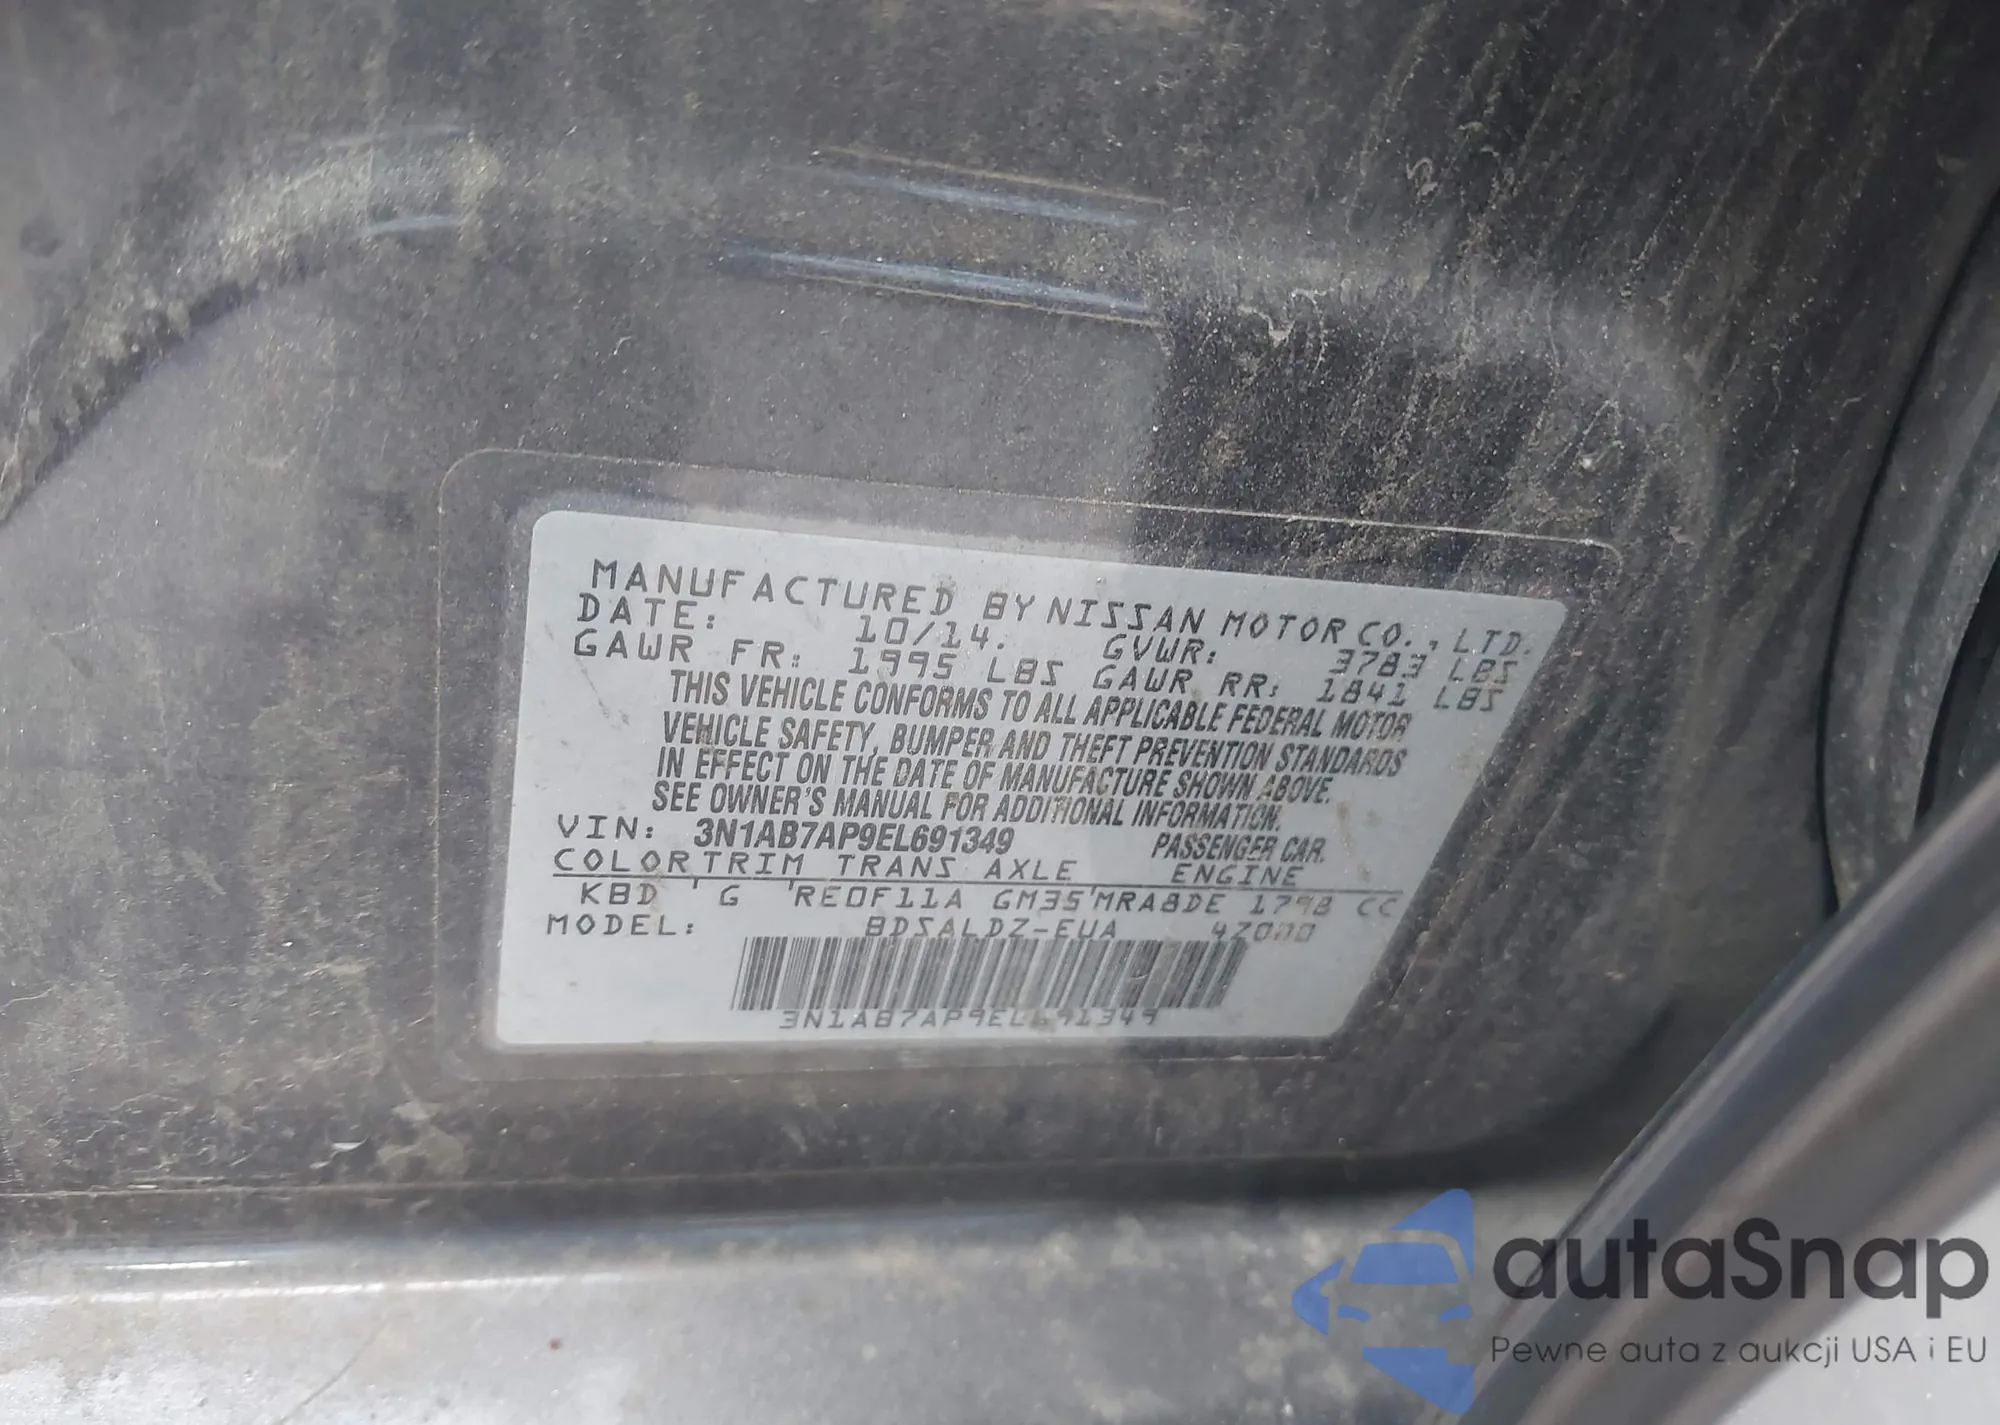 MANUFACTURED BY NISSAN MOTOR CO., LTD.
DATE: 10/14. GVWR: 3783 LBS
GAWR FR: 1995 LBS GAWR RR: 1841 LBS
THIS VEHICLE CONFORMS TO ALL APPLICABLE FEDERAL MOTOR
VEHICLE SAFETY, BUMPER AND THEFT PREVENTION STANDARDS
IN EFFECT ON THE DATE OF MANUFACTURE SHOWN ABOVE.
SEE OWNER'S MANUAL FOR ADDITIONAL INFORMATION.
VIN: 3N1AB7AP9EL691349 PASSENGER CAR.
COLOR TRIM TRANS AXLE ENGINE
KBD G RE0F11A GM35 MRA8DE 1798 CC
MODEL: BDSALDZ-EUA 4Z000
3N1AB7AP9EL691349
autaSnap
Pewne auta z aukcji USA i EU